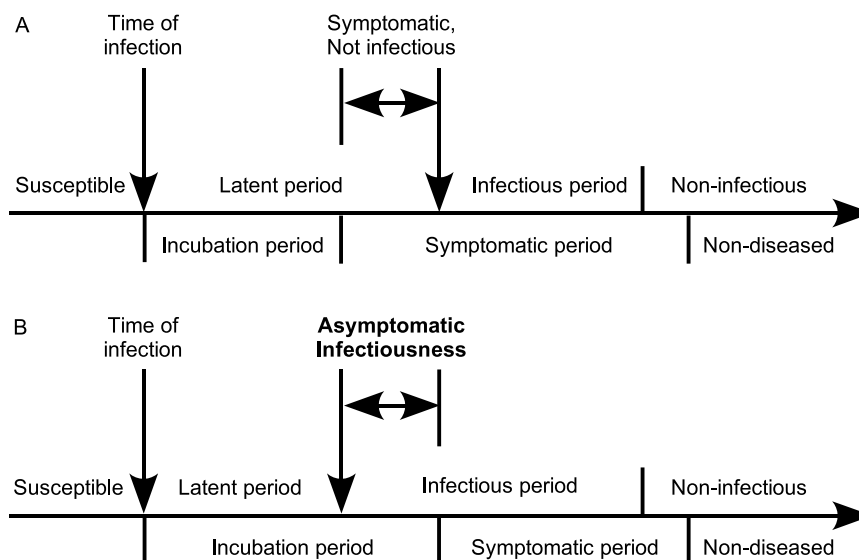 A
Time of
infection
Symptomatic,
Not infectious
Susceptible
Latent period
Infectious period
Non-infectious
Incubation period
Symptomatic period
Non-diseased
B
Time of
infection
Asymptomatic
Infectiousness
Susceptible
Latent period
Infectious period
Non-infectious
Incubation period
Symptomatic period
Non-diseased